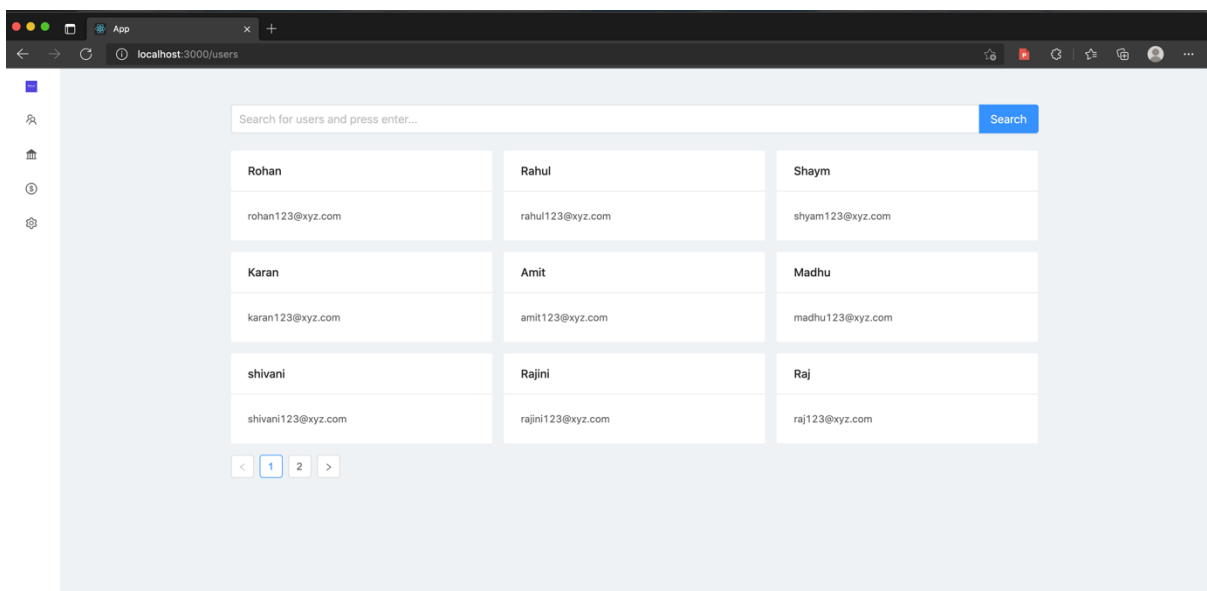 App
localhost:3000/users
Search for users and press enter... Search
Rohan Rahul Shaym
rohan123@xyz.com rahul123@xyz.com shyam123@xyz.com
Karan Amit Madhu
karan123@xyz.com amit123@xyz.com madhu123@xyz.com
shivani Rajini Raj
shivani123@xyz.com rajini123@xyz.com raj123@xyz.com
< 1 2 >